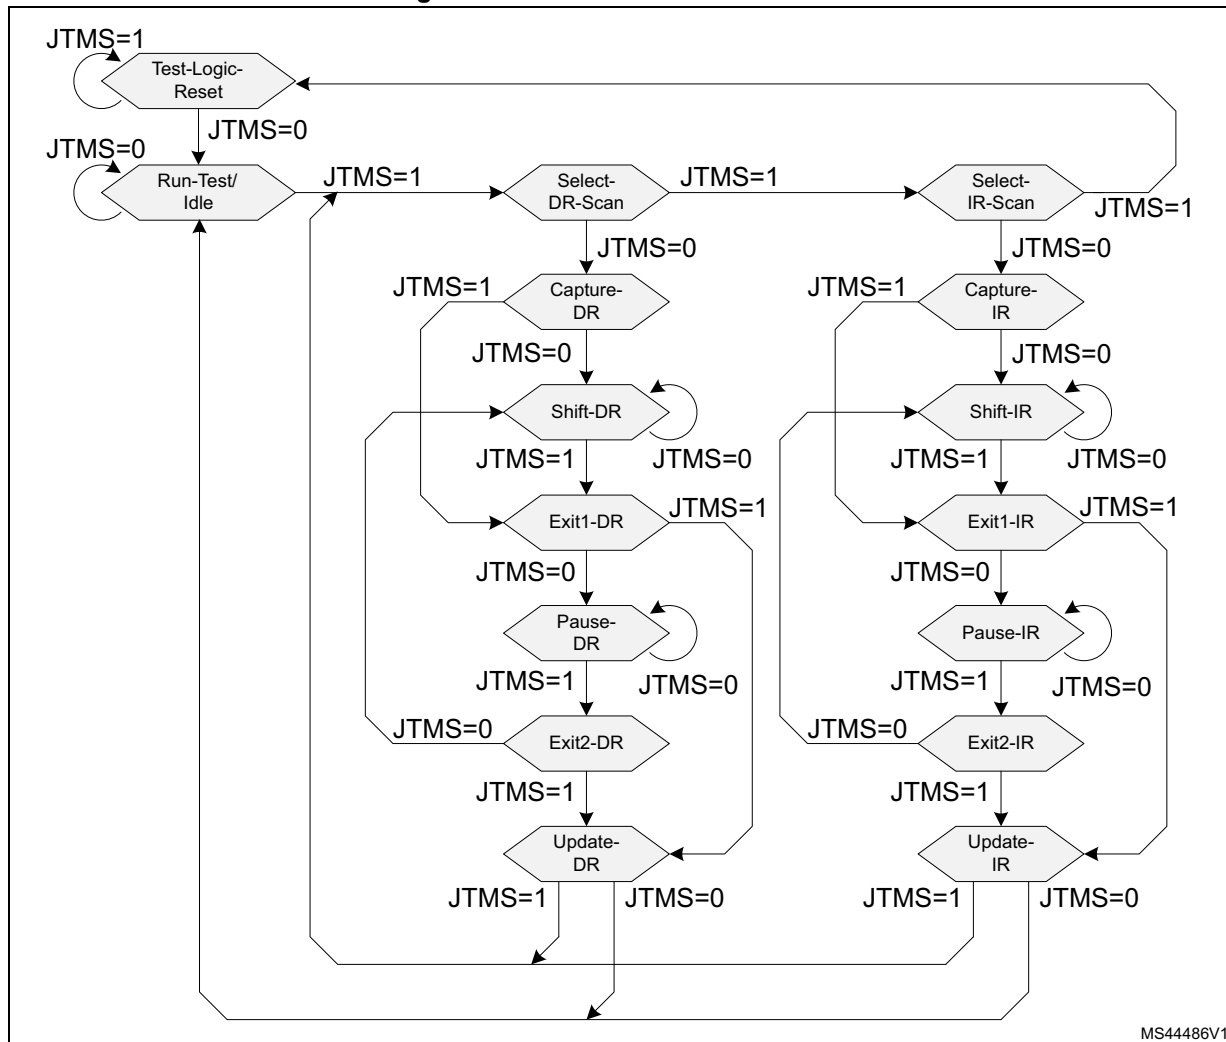 g
JTMS=1
Test-Logic-
Reset
JTMS=0
JTMS=0
Run-Test/
Idle
JTMS=1
Select-
DR-Scan
JTMS=1
Select-
IR-Scan
JTMS=1
JTMS=0
JTMS=0
JTMS=1
Capture-
DR
JTMS=1
Capture-
IR
JTMS=0
JTMS=0
Shift-DR
Shift-IR
JTMS=1
JTMS=0
JTMS=1
JTMS=0
Exit1-DR
JTMS=1
Exit1-IR
JTMS=1
JTMS=0
JTMS=0
Pause-
DR
Pause-IR
JTMS=1
JTMS=0
JTMS=1
JTMS=0
JTMS=0
Exit2-DR
JTMS=0
Exit2-IR
JTMS=1
JTMS=1
Update-
DR
Update-
IR
JTMS=1
JTMS=0
JTMS=1
JTMS=0
MS44486V1